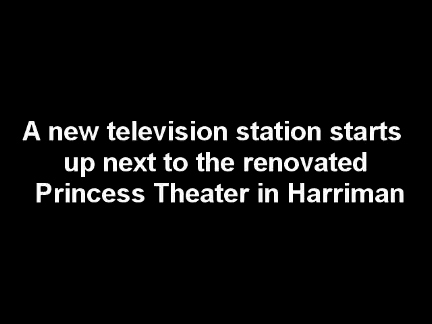 A new television station starts
up next to the renovated
Princess Theater in Harriman